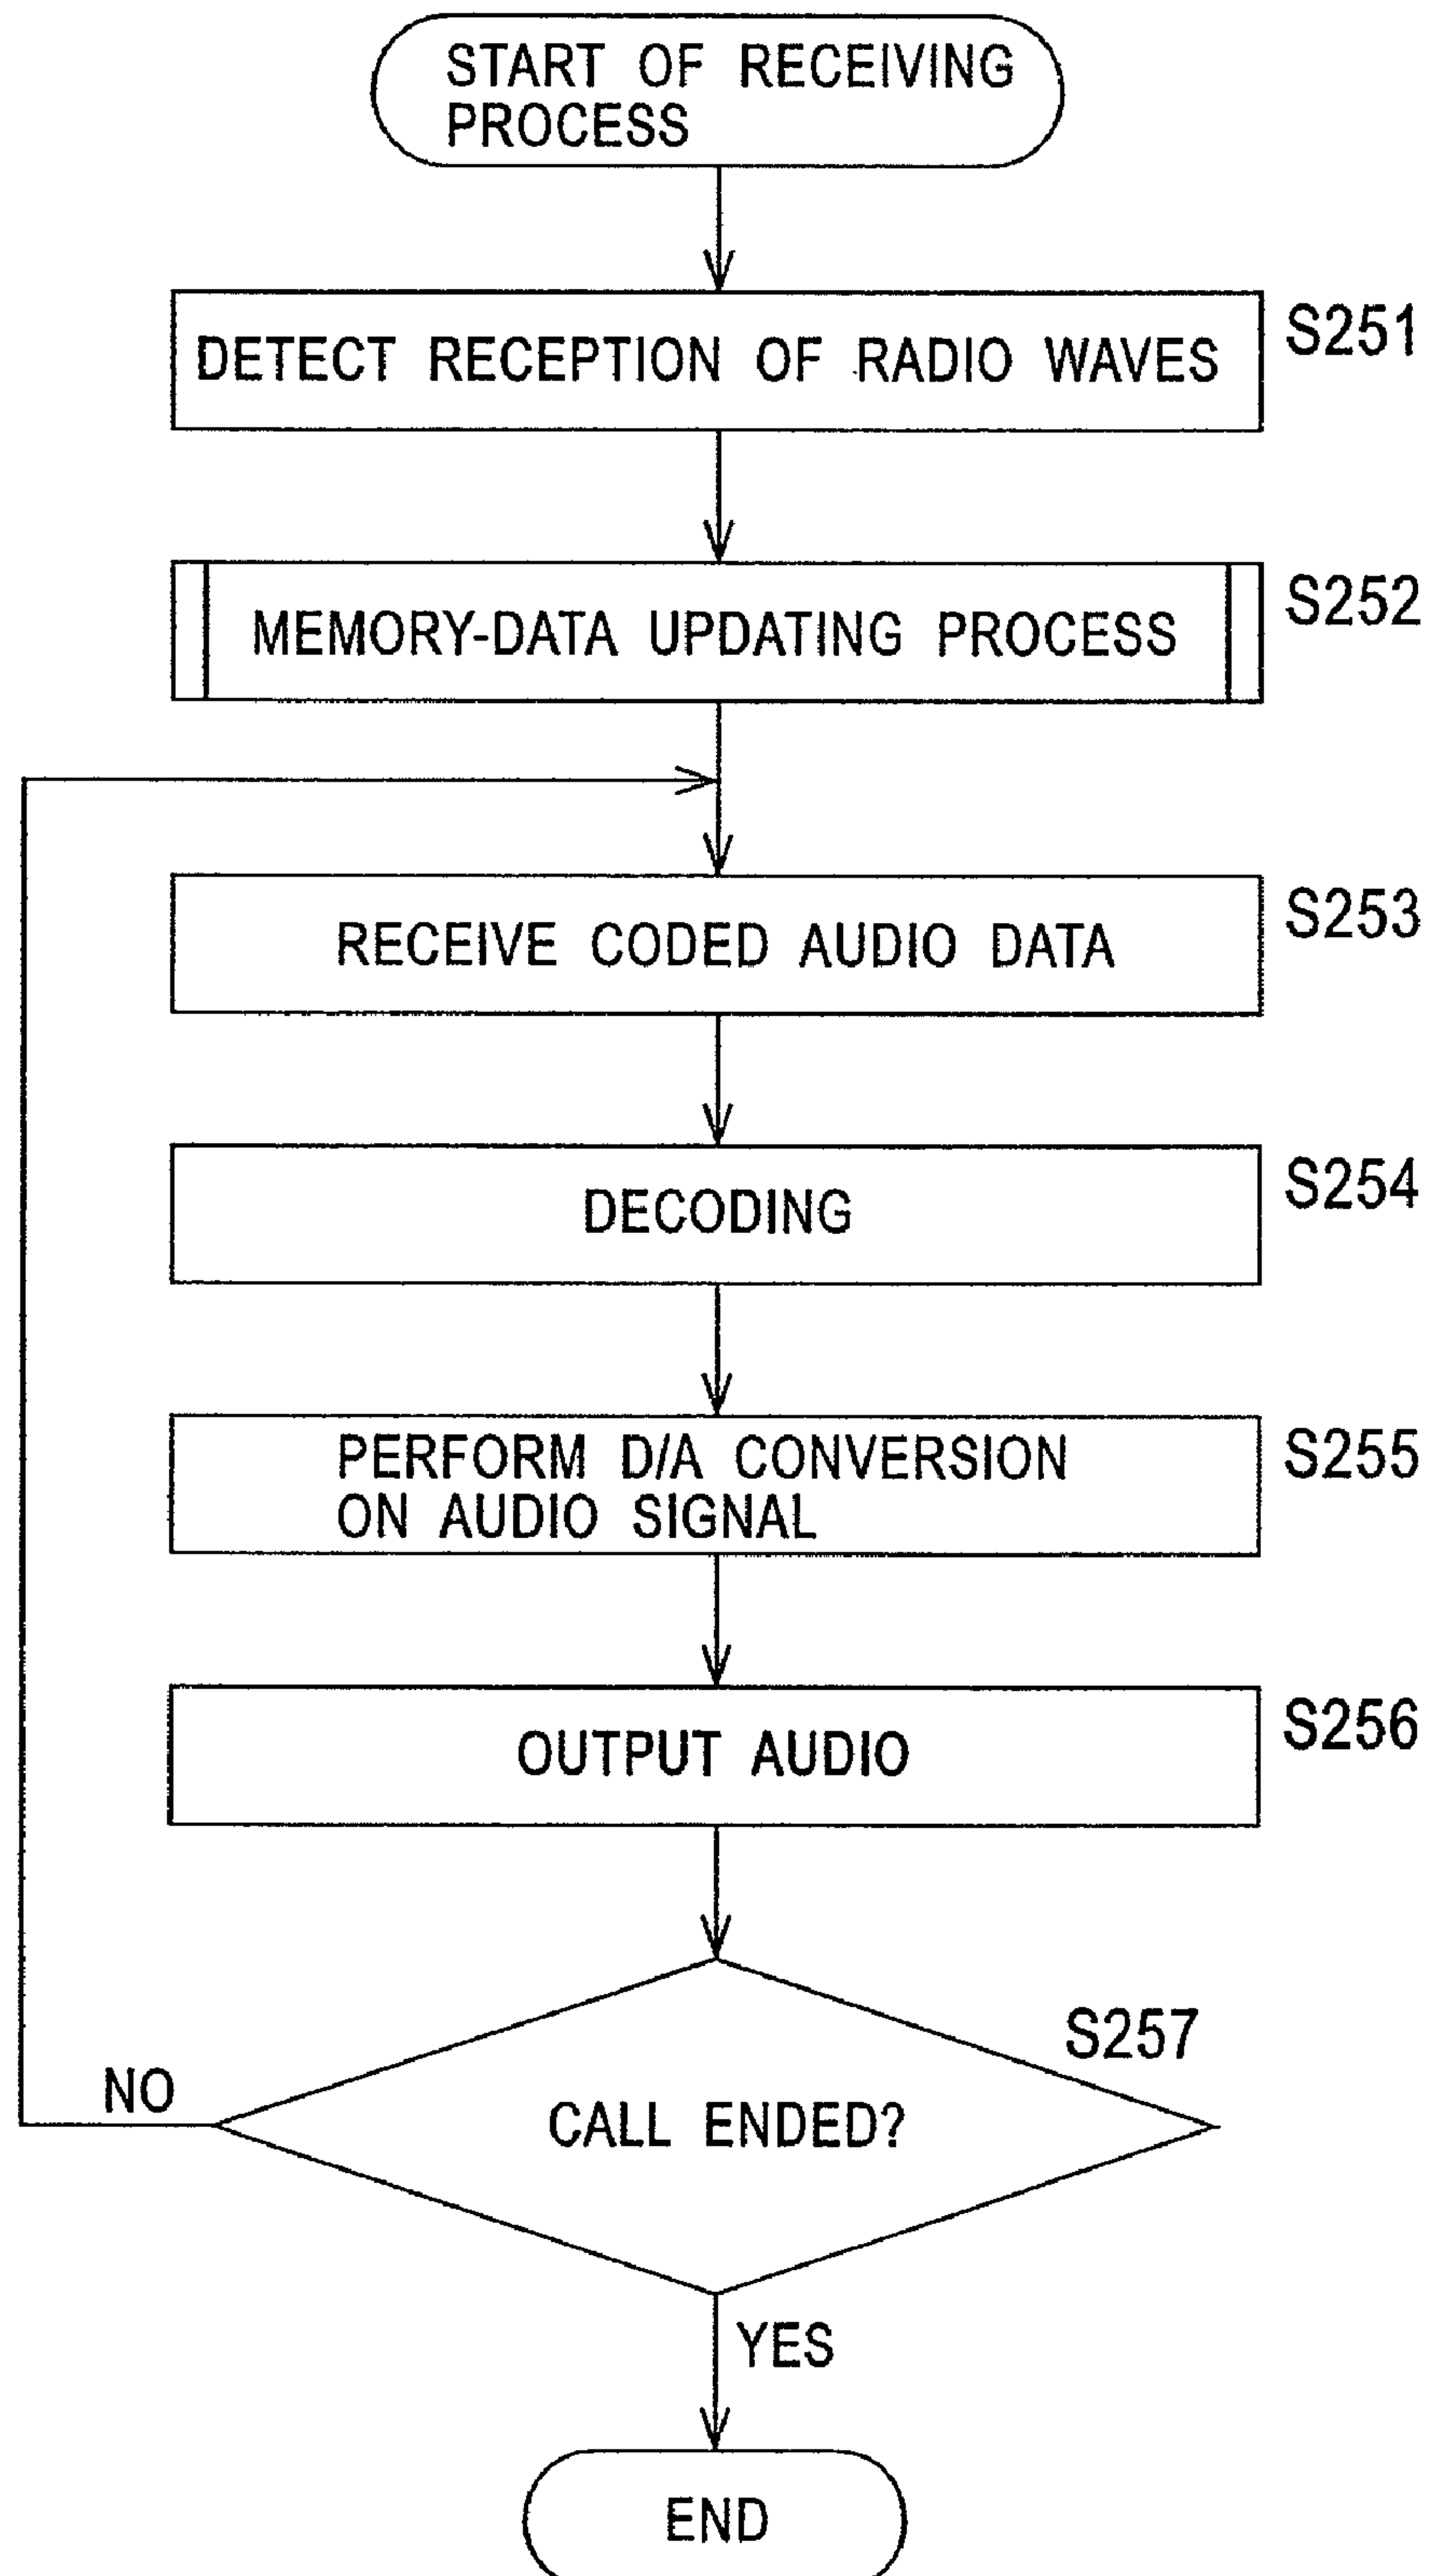 START OF RECEIVING
PROCESS
DETECT RECEPTION OF RADIO WAVES
S251
MEMORY-DATA UPDATING PROCESS
S252
RECEIVE CODED AUDIO DATA
S253
DECODING
S254
PERFORM D/A CONVERSION
ON AUDIO SIGNAL
S255
OUTPUT AUDIO
S256
S257
NO
CALL ENDED?
YES
END